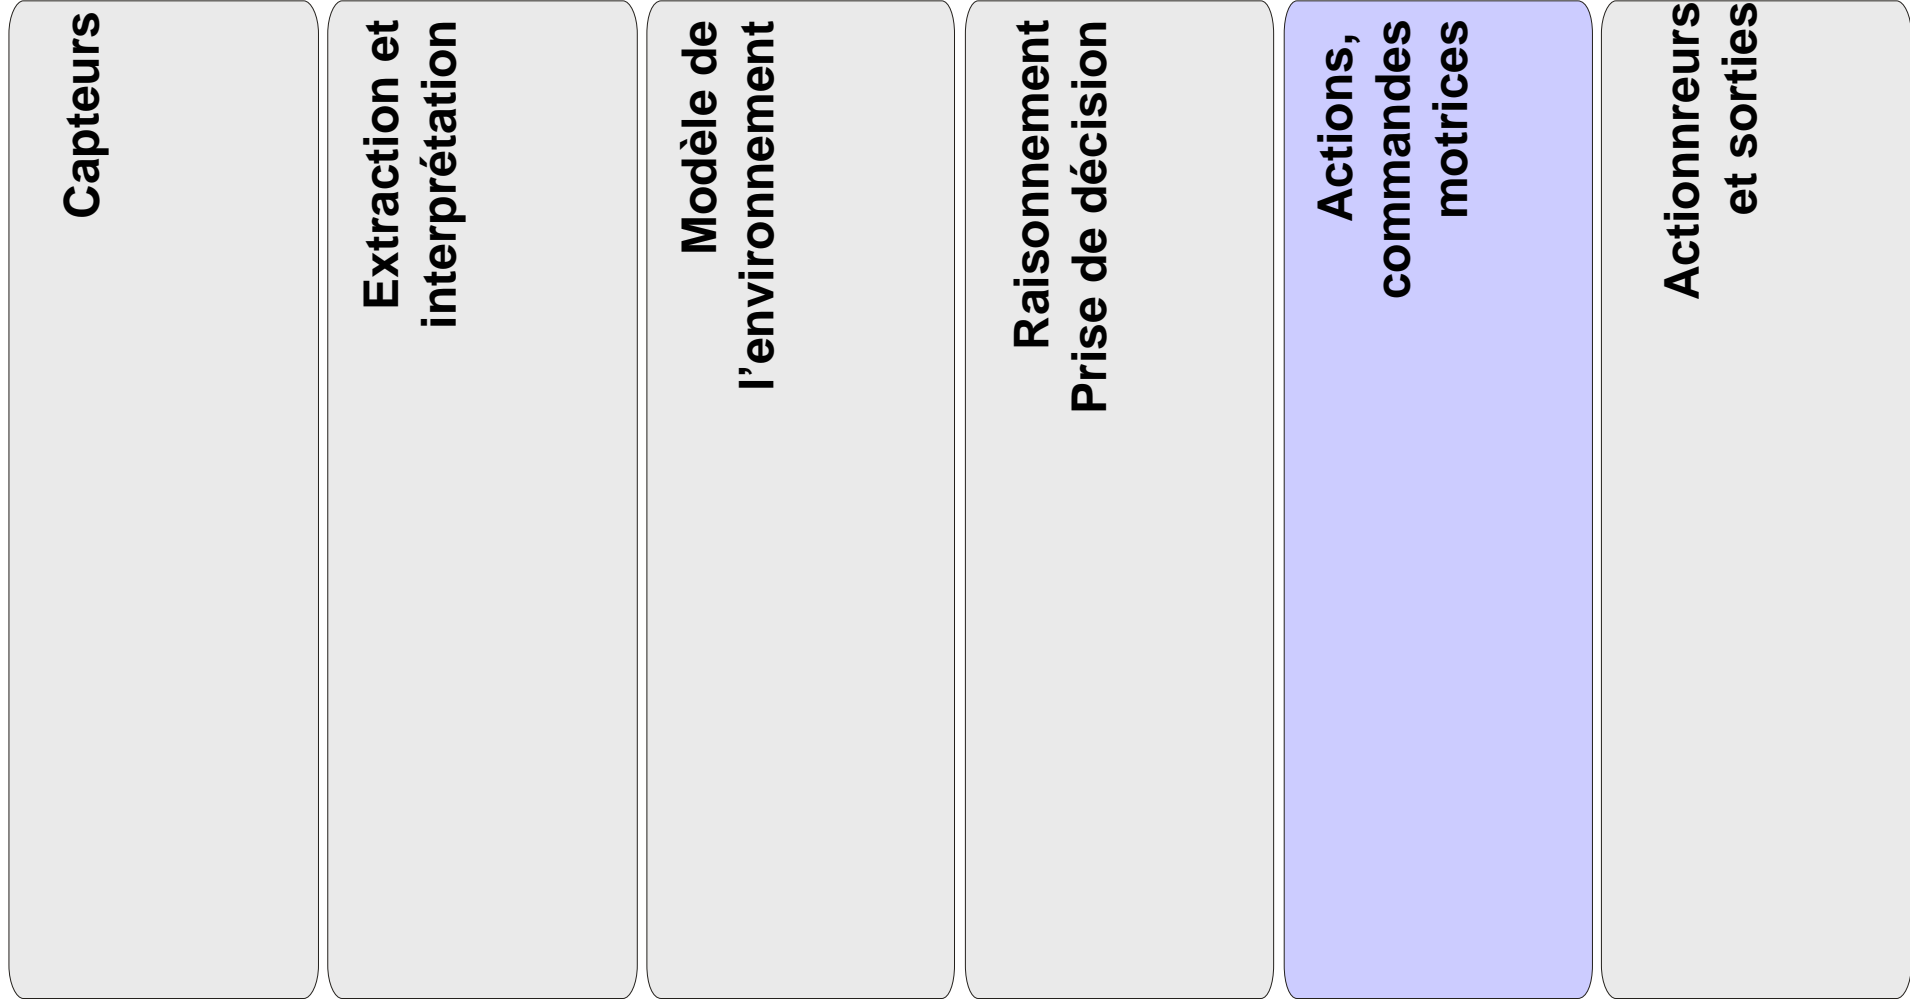 Capteurs
Extraction et
interprétation
Modèle de
l’environnement
Raisonnement
Prise de décision
Actions,
commandes
motrices
Actionnreurs
et sorties